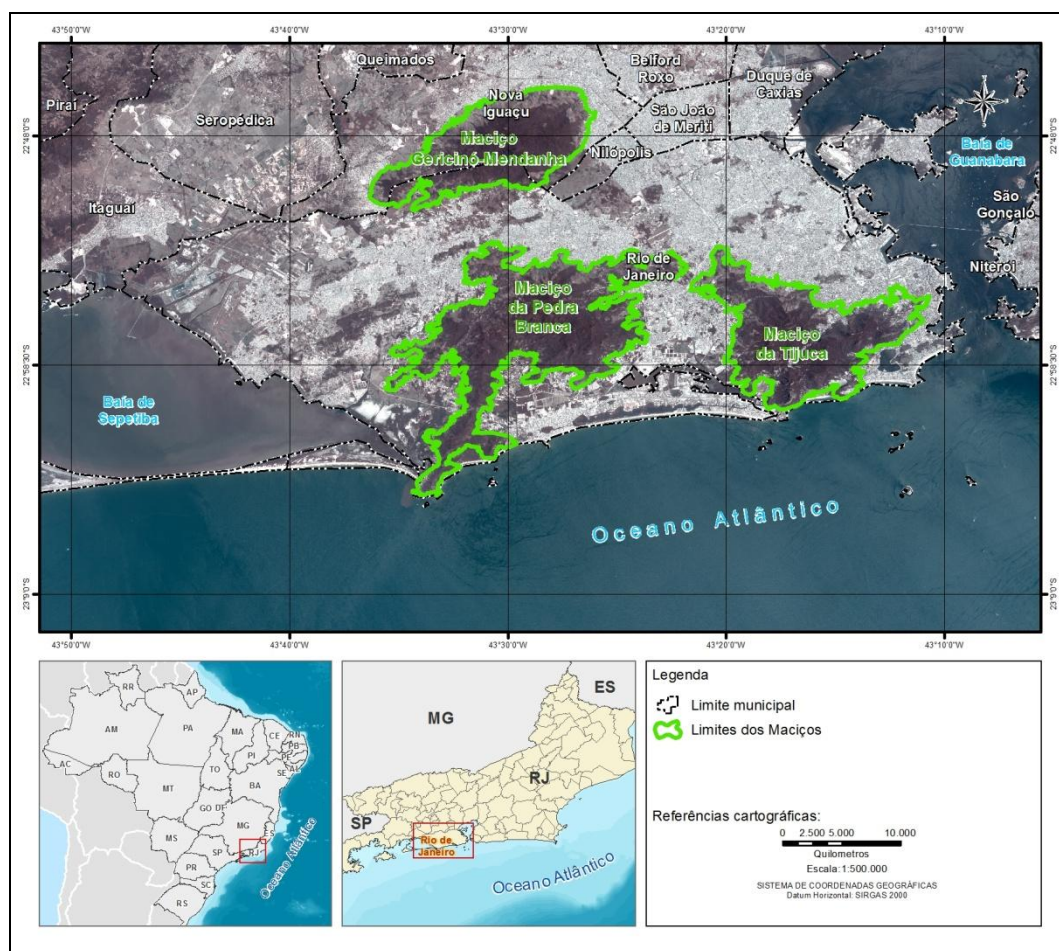 43°50'0"W 43°40'0"W 43°30'0"W 43°20'0"W 43°10'0"W
22°48'0"S
22°48'0"S
22°58'30"S
22°58'30"S
23°9'0"S
23°9'0"S
Queimados
Belford
Roxo
Duque de
Caxias
Piraí
Seropédica
Nova
Iguaçu
São João
de Meriti
Maciço
Gericinó-Mendanha
Nilópolis
Baía de
Guanabara
Itaguaí
São
Gonçalo
Niterói
Rio de
Janeiro
Maciço
da Pedra
Branca
Maciço
da Tijuca
Baía de
Sepetiba
Oceano Atlântico
43°50'0"W 43°40'0"W 43°30'0"W 43°20'0"W 43°10'0"W
RR
AP
AM
PA
MA
CE
RN
PB
PE
AL
SE
PI
AC
RO
TO
MT
BA
GO
DF
MG
ES
MS
SP
RJ
PR
SC
RS
Oceano Atlântico
ES
MG
RJ
SP
Rio de
Janeiro
Oceano Atlântico
Legenda
Limite municipal
Limites dos Maciços
Referências cartográficas:
0 2.500 5.000 10.000
Quilometros
Escala: 1:500.000
SISTEMA DE COORDENADAS GEOGRÁFICAS
Datum Horizontal: SIRGAS 2000